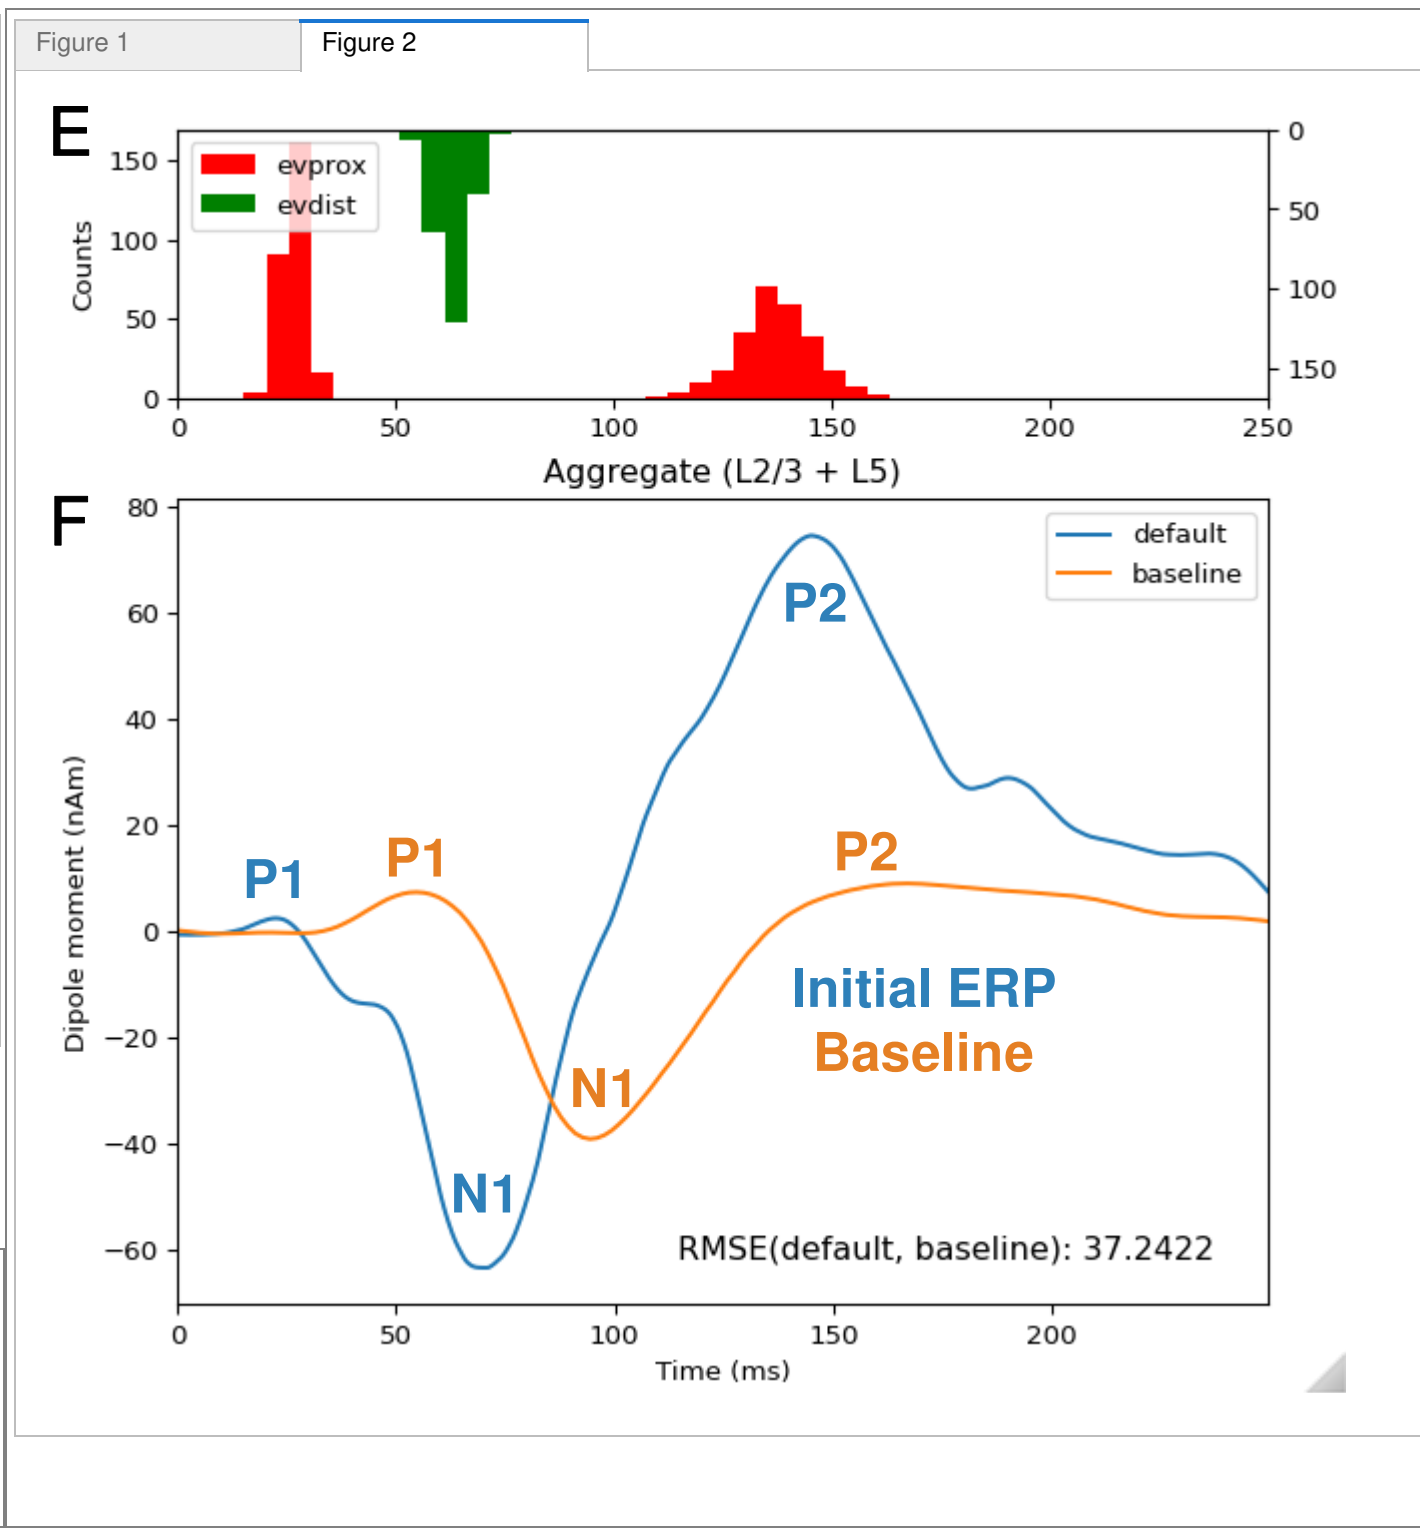 Figure 1
Figure 2
E
evprox
evdist
Counts
150
100
50
0
0
50
100
150
0 50 100 150 200 250
Aggregate (L2/3 + L5)
F
default
baseline
80
60
40
20
0
−20
−40
−60
Dipole moment (nAm)
P1
P1
P2
P2
N1
N1
Initial ERP
Baseline
RMSE(default, baseline): 37.2422
0 50 100 150 200
Time (ms)